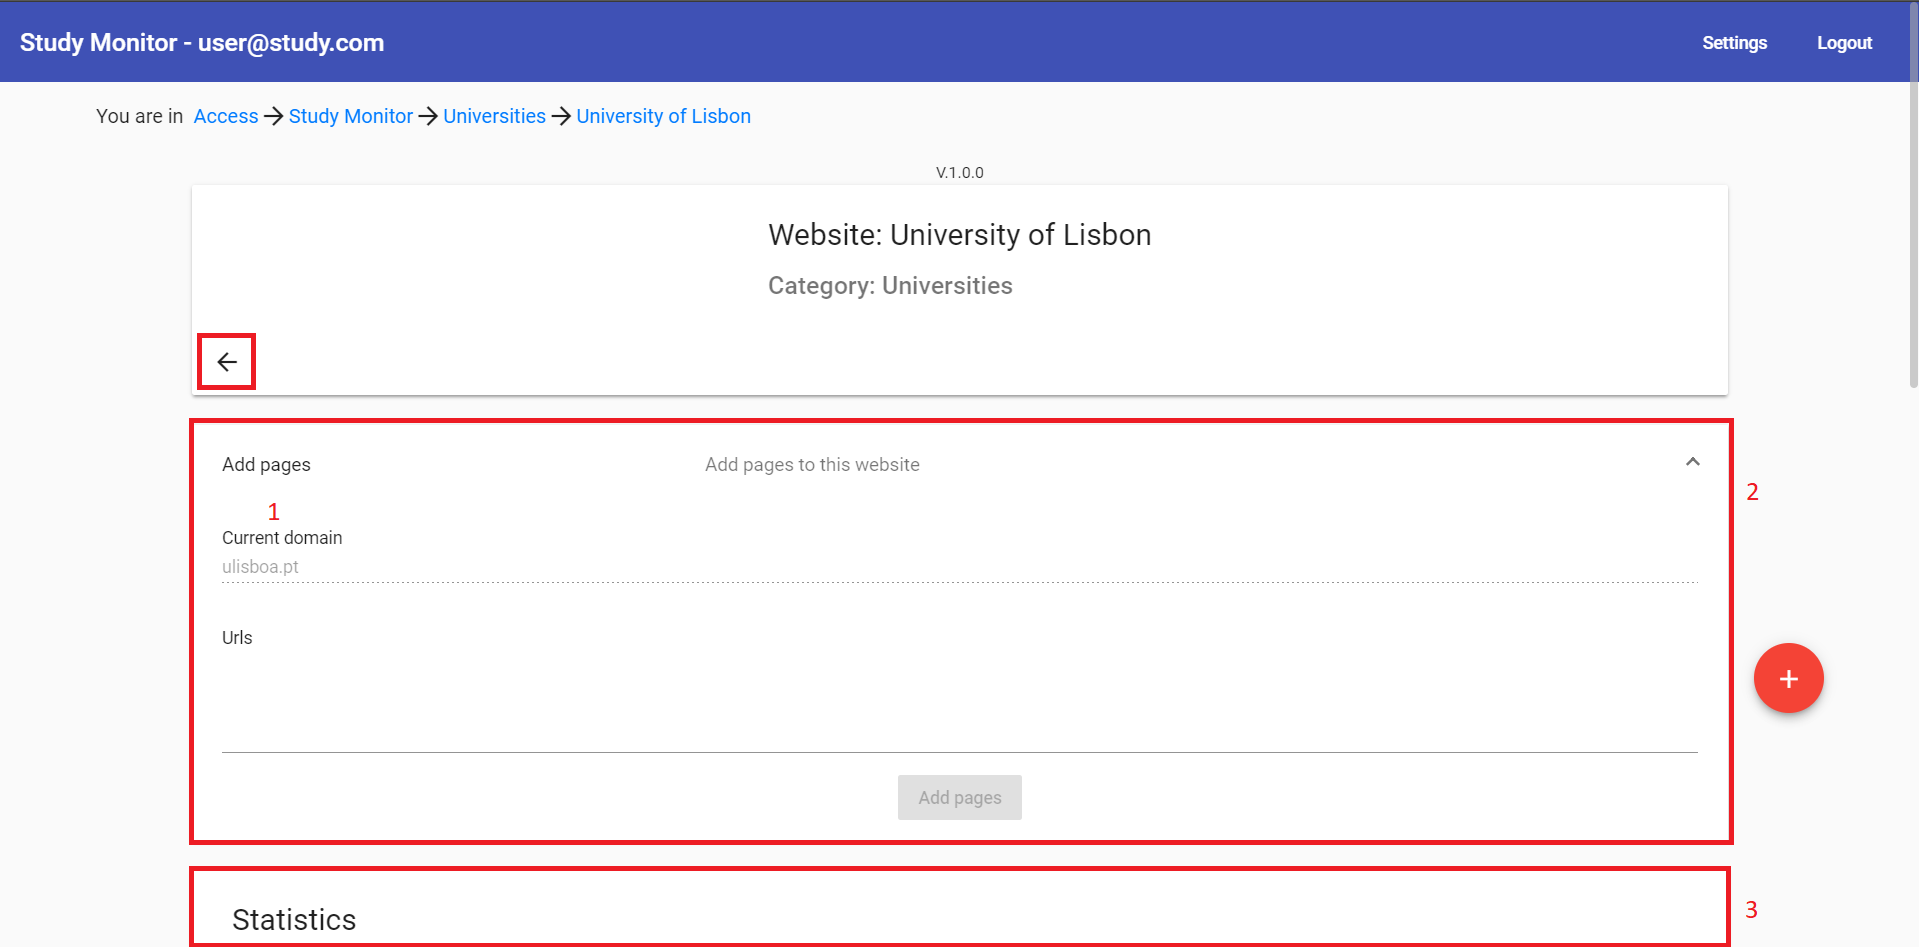 Study Monitor - user@study.com Settings Logout
You are in Access → Study Monitor → Universities → University of Lisbon
V.1.0.0
Website: University of Lisbon
Category: Universities
Add pages Add pages to this website
2
1
Current domain
ulisboa.pt
Urls
+
Add pages
Statistics
3